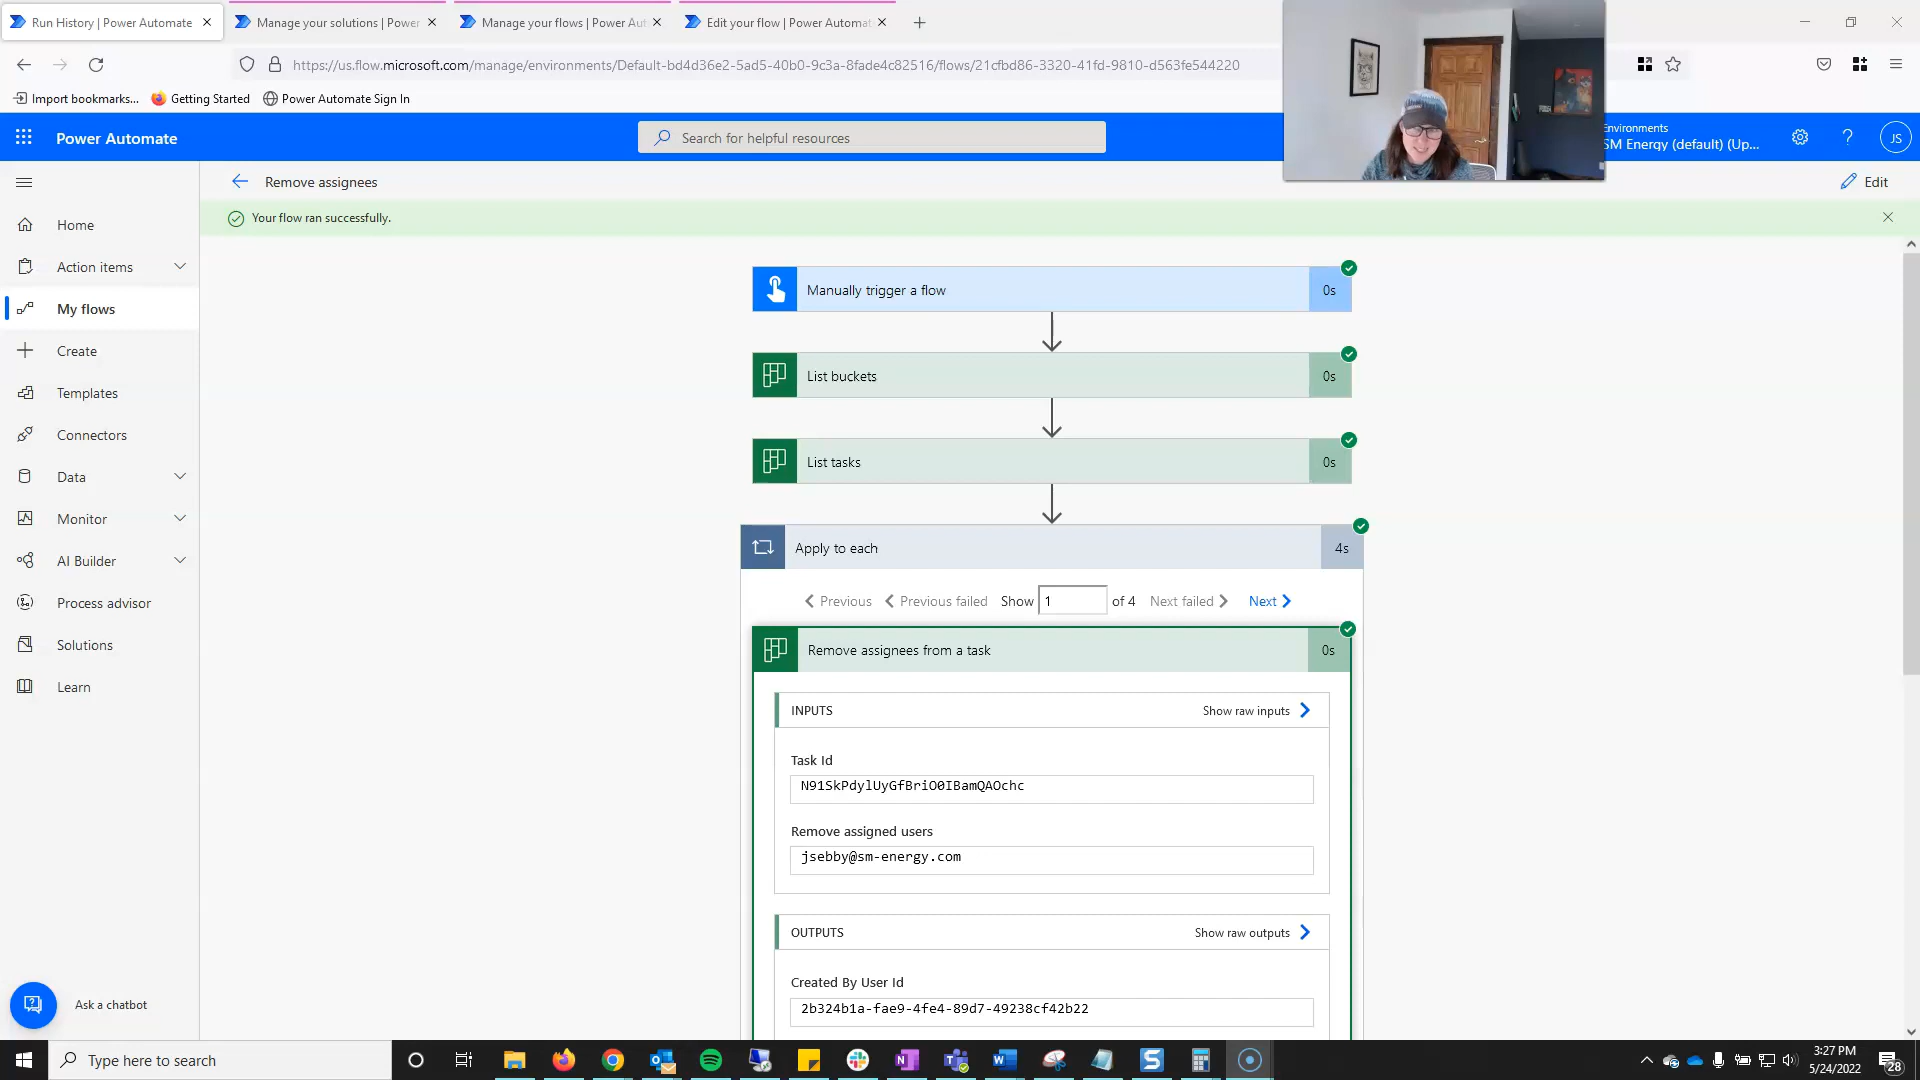 Run History | Power Automate
Manage your solutions | Power
Manage your flows | Power Aut
Edit your flow | Power Automat
https://us.flow.microsoft.com/manage/environments/Default-bd4d36e2-5ad5-40b0-9c3a-8fade4c82516/flows/21cfbd86-3320-41fd-9810-d563fe544220
Import bookmarks...
Getting Started
Power Automate Sign In
Power Automate
Search for helpful resources
Environments
SM Energy (default) (Up...
JS
Remove assignees
Edit
Your flow ran successfully.
Home
Action items
My flows
Create
Templates
Connectors
Data
Monitor
AI Builder
Process advisor
Solutions
Learn
Ask a chatbot
Manually trigger a flow
0s
List buckets
0s
List tasks
0s
Apply to each
4s
Previous
Previous failed
Show
1
of 4
Next failed
Next
Remove assignees from a task
0s
INPUTS
Show raw inputs
Task Id
N91SkPdylUyGfBriO0IBamQAOchc
Remove assigned users
jsebby@sm-energy.com
OUTPUTS
Show raw outputs
Created By User Id
2b324b1a-fae9-4fe4-89d7-49238cf42b22
Type here to search
3:27 PM
5/24/2022
28